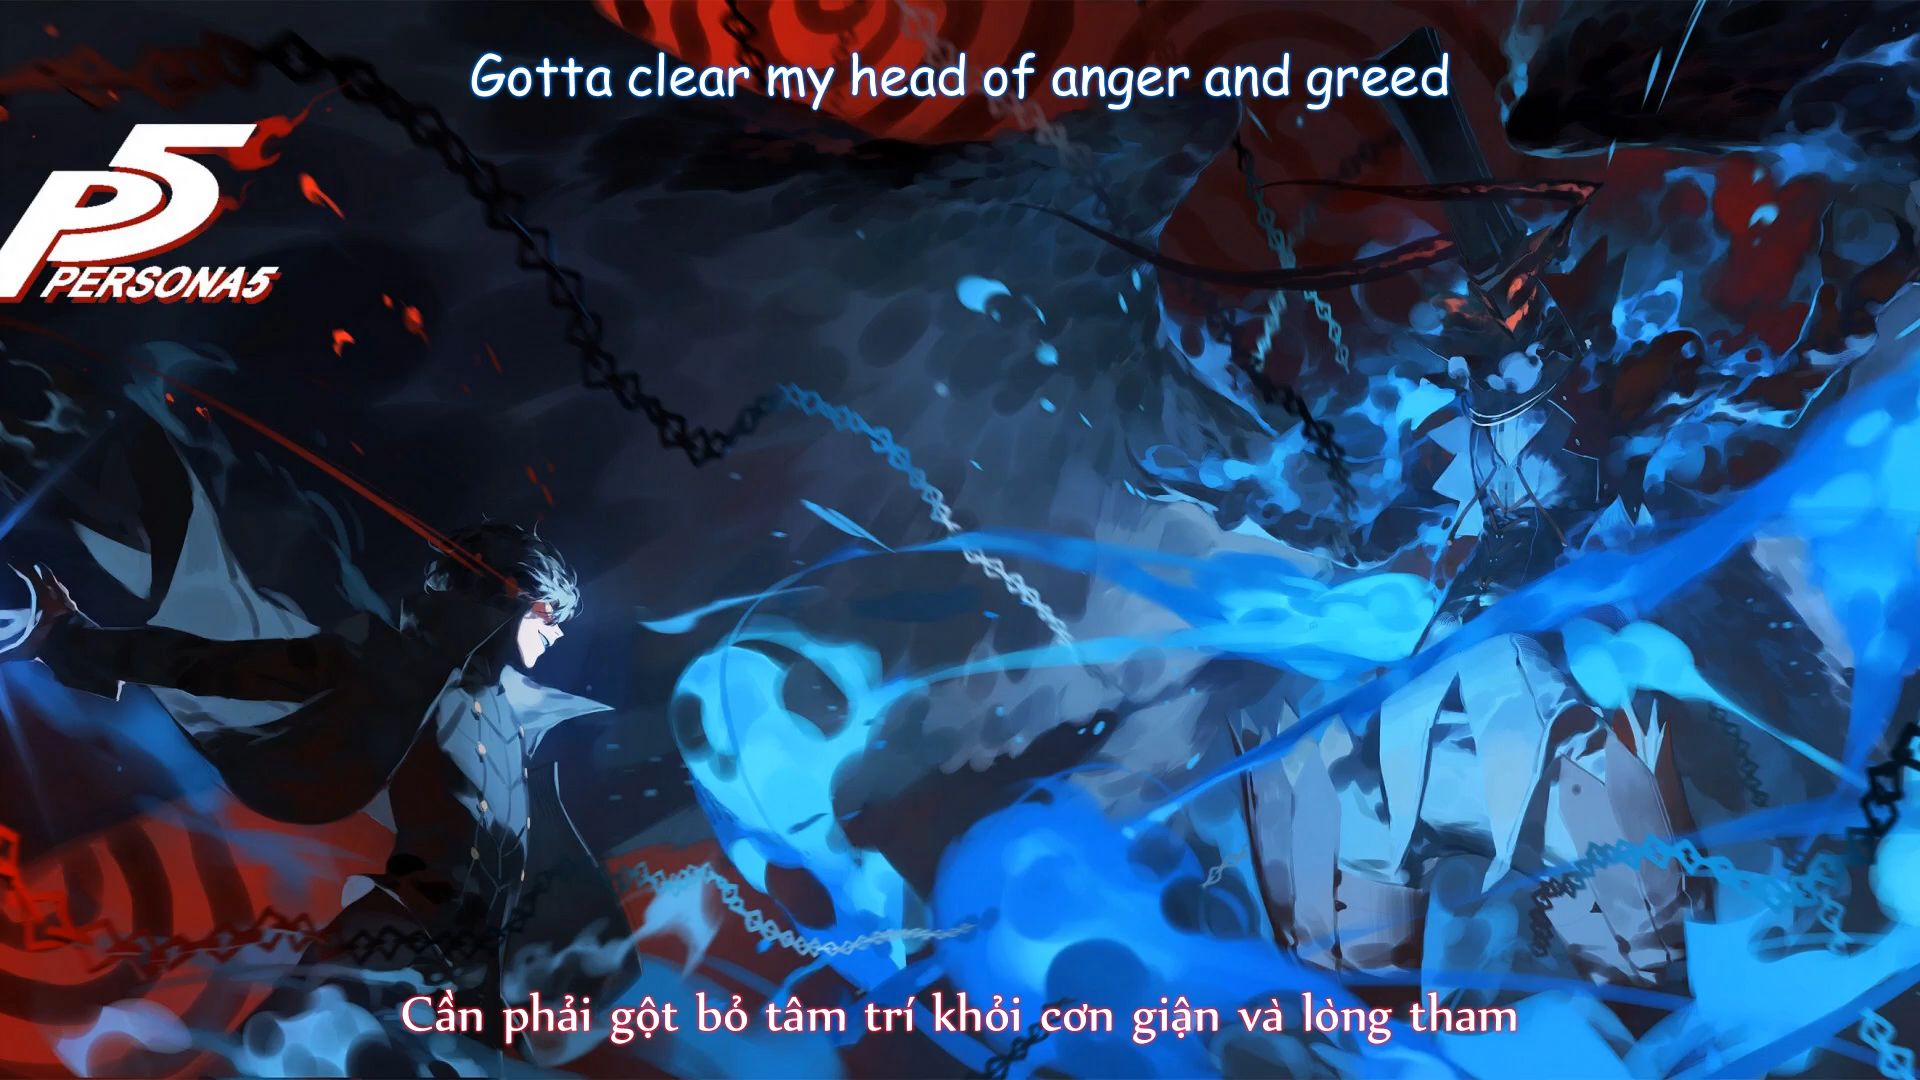 Gotta clear my head of anger and greed
P5
PERSONA5
Cần phải gột bỏ tâm trí khỏi cơn giận và lòng tham